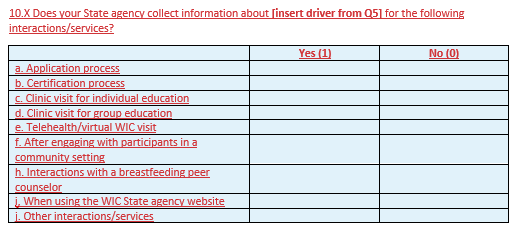 10.X Does your State agency collect information about [insert driver from Q5] for the following
interactions/services?
Yes (1) No (0)
a. Application process
b. Certification process
c. Clinic visit for individual education
d. Clinic visit for group education
e. Telehealth/virtual WIC visit
f. After engaging with participants in a
community setting
h. Interactions with a breastfeeding peer
counselor
i. When using the WIC State agency website
j. Other interactions/services